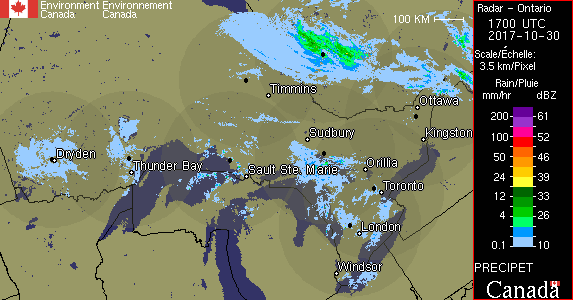 Environment Environnement
Canada Canada
100 KM
Timmins
Ottawa
Sudbury
Kingston
Dryden
Thunder Bay
Sault Ste. Marie
Orillia
Toronto
London
Windsor
Radar - Ontario
1700 UTC
2017-10-30
Scale/Échelle:
3.5 km/Pixel
Rain/Pluie
mm/hr dBZ
200 61
100 52
50 46
24 39
12 33
4 26
0.1 10
PRECIPET
Canada